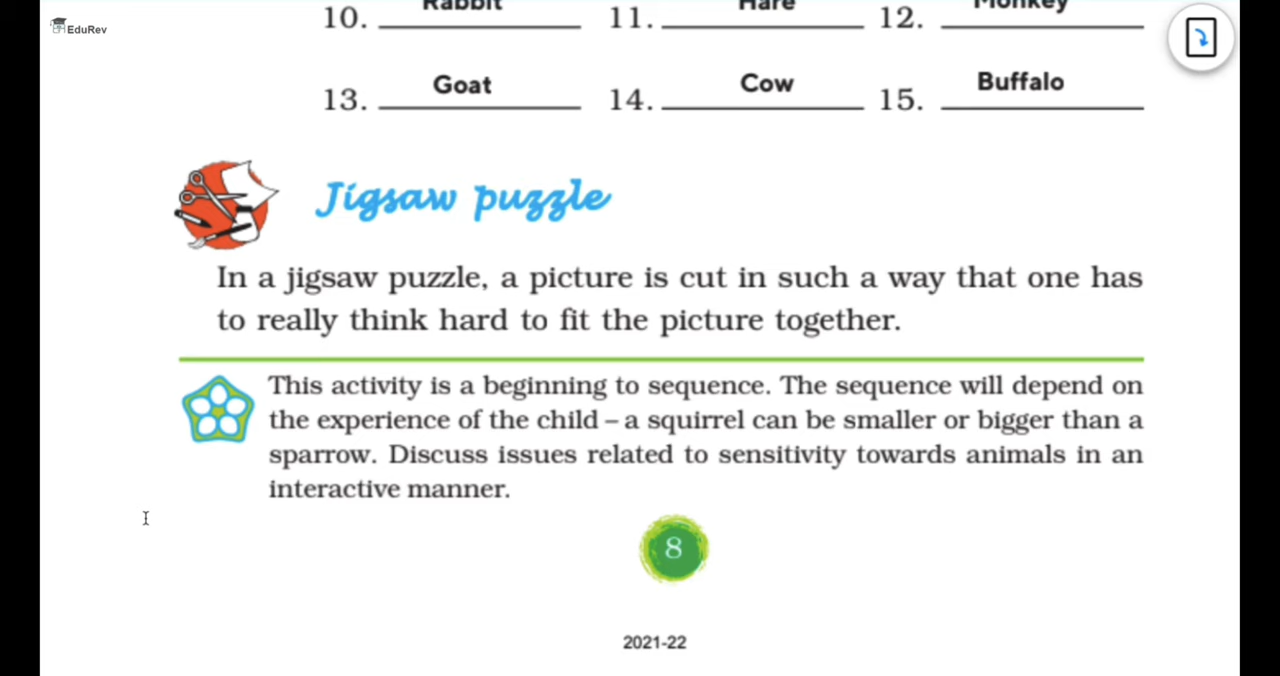 EduRev
10. Rabbit 11. Hare 12. Monkey
13. Goat 14. Cow 15. Buffalo
Jigsaw puzzle
In a jigsaw puzzle, a picture is cut in such a way that one has
to really think hard to fit the picture together.
This activity is a beginning to sequence. The sequence will depend on
the experience of the child – a squirrel can be smaller or bigger than a
sparrow. Discuss issues related to sensitivity towards animals in an
interactive manner.
8
2021-22